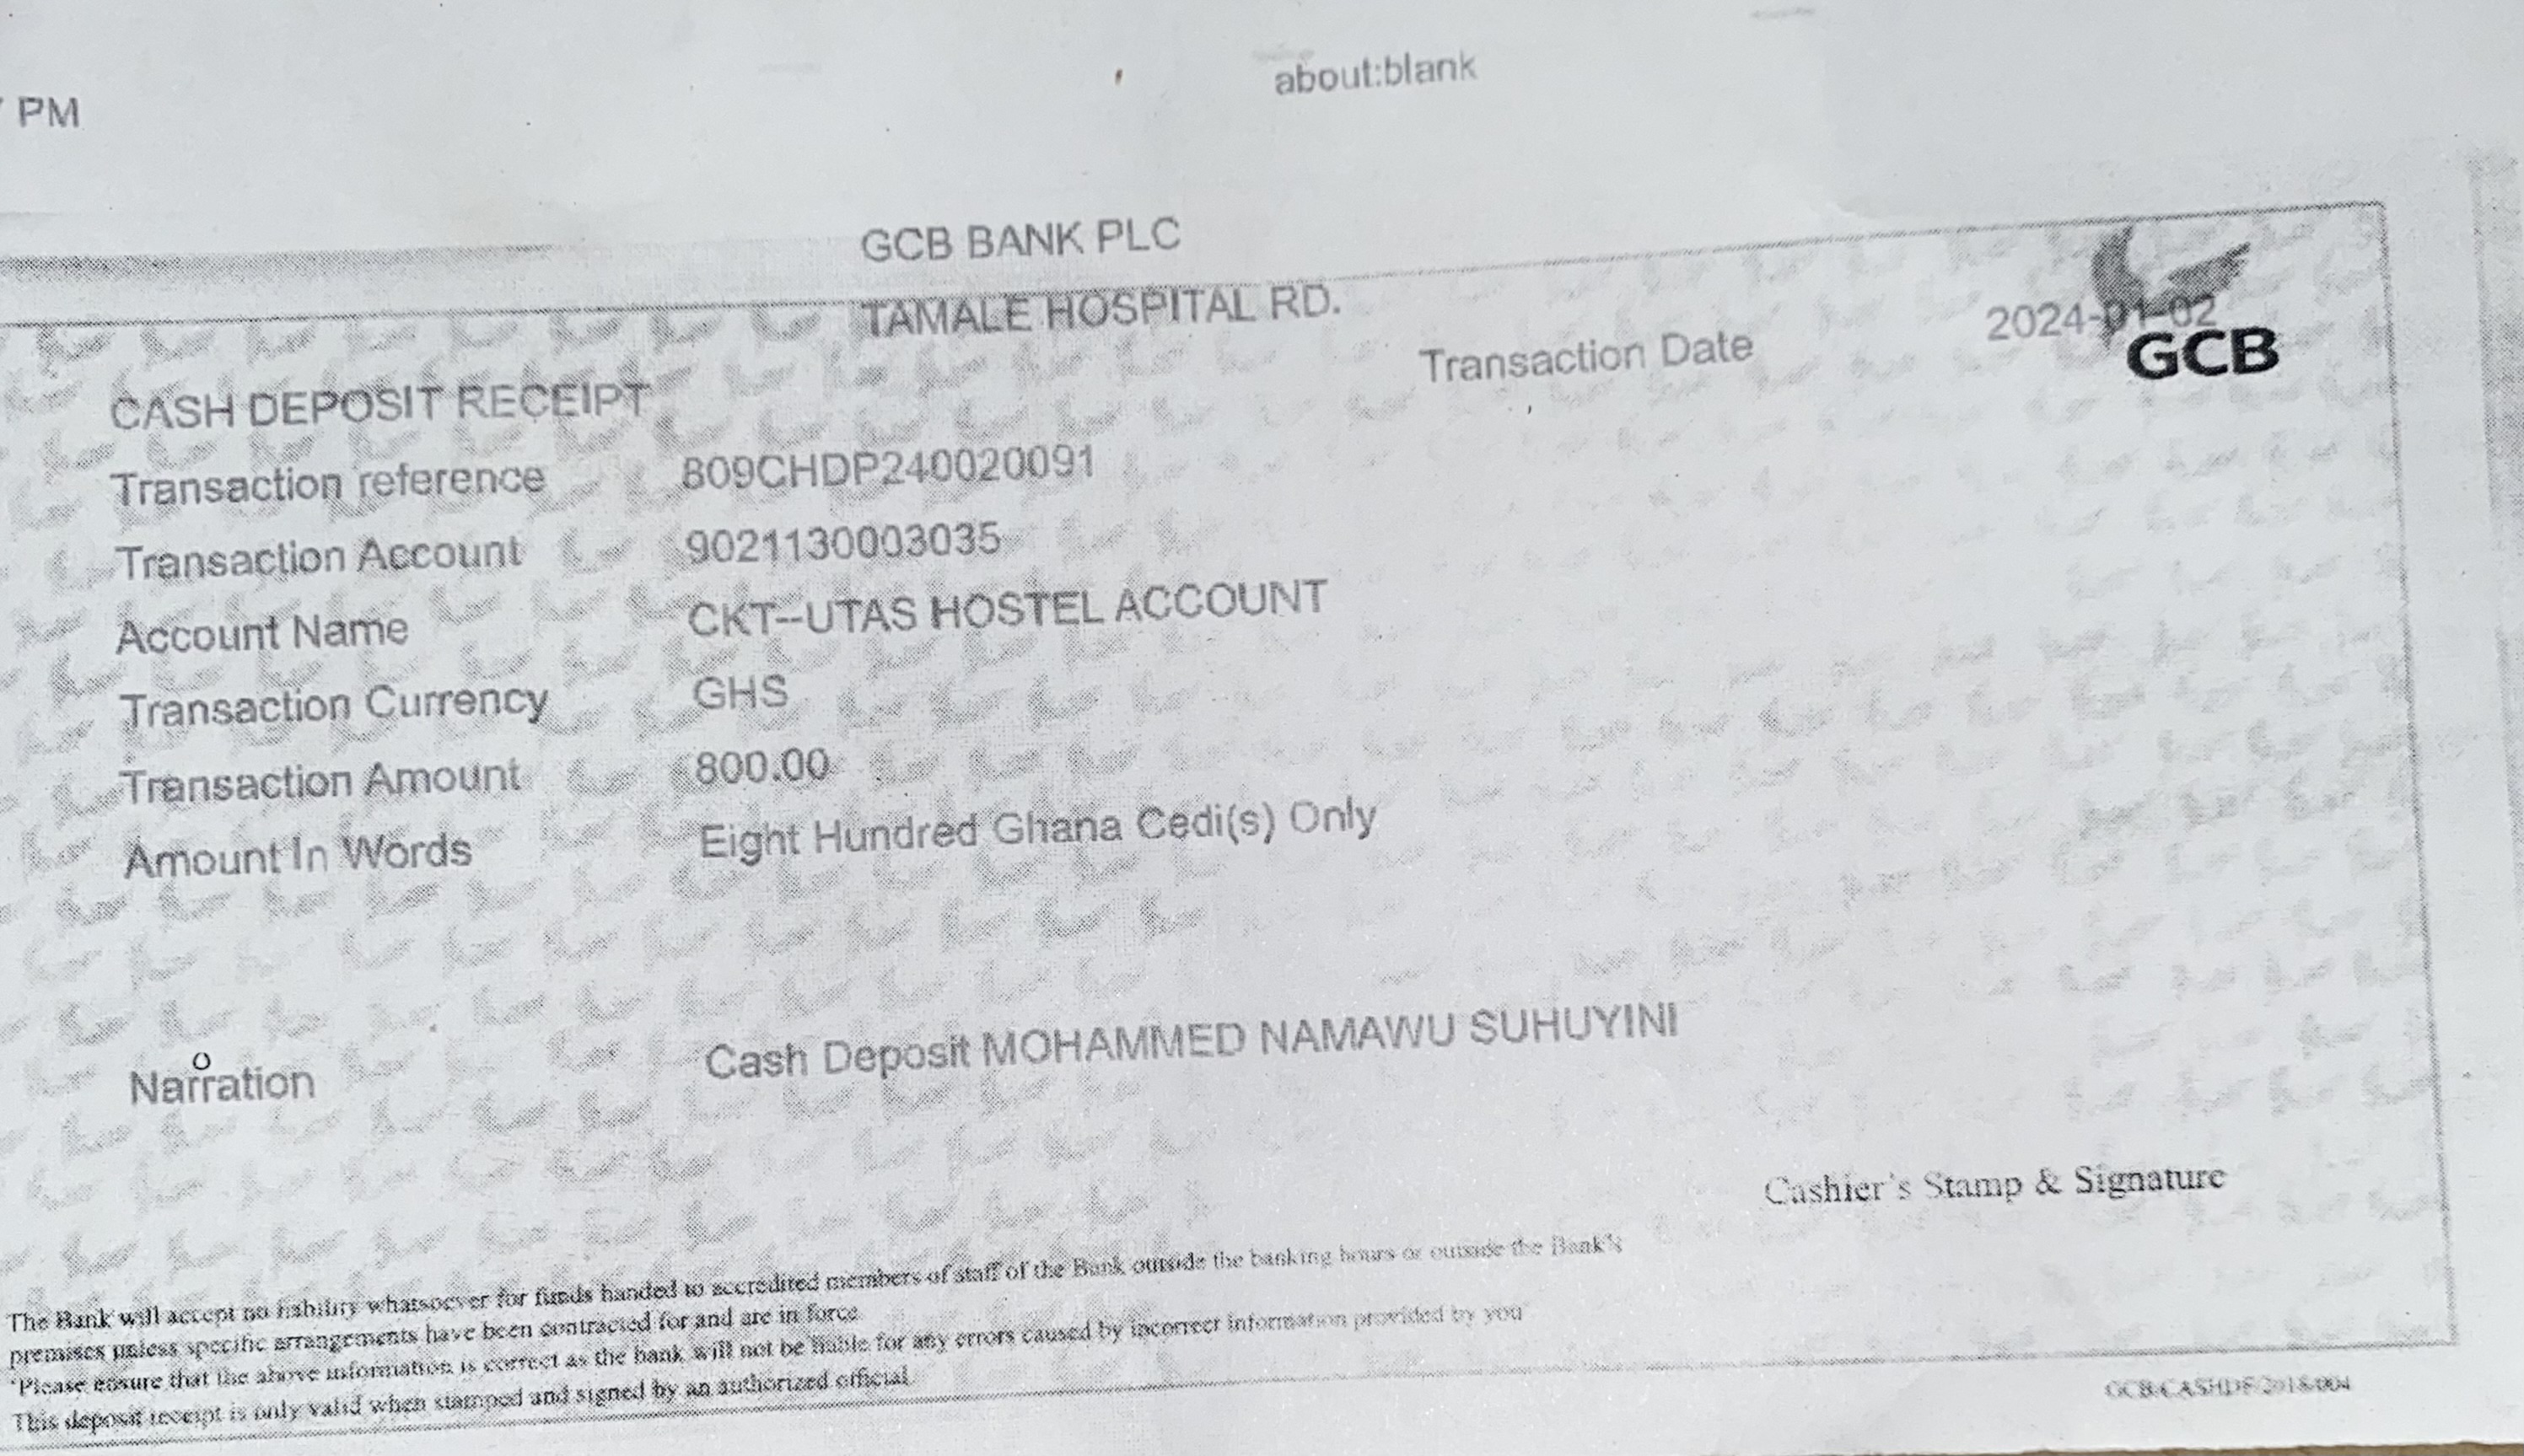 PM
about:blank
GCB BANK PLC
TAMALE HOSPITAL RD.
Transaction Date 2024-01-02
GCB
CASH DEPOSIT RECEIPT
Transaction reference 809CHDP240020091
Transaction Account 9021130003035
Account Name CKT--UTAS HOSTEL ACCOUNT
Transaction Currency GHS
Transaction Amount 800.00
Amount In Words Eight Hundred Ghana Cedi(s) Only
Narration Cash Deposit MOHAMMED NAMAWU SUHUYINI
Cashier's Stamp & Signature
The Bank will accept no liability whatsoever for funds handed to accredited members of staff of the Bank outside the banking hours or outside the Bank's
premises unless specific arrangements have been contracted for and are in force.
*Please ensure that the above information is correct as the bank will not be liable for any errors caused by incorrect information provided by you
This deposit receipt is only valid when stamped and signed by an authorized official.